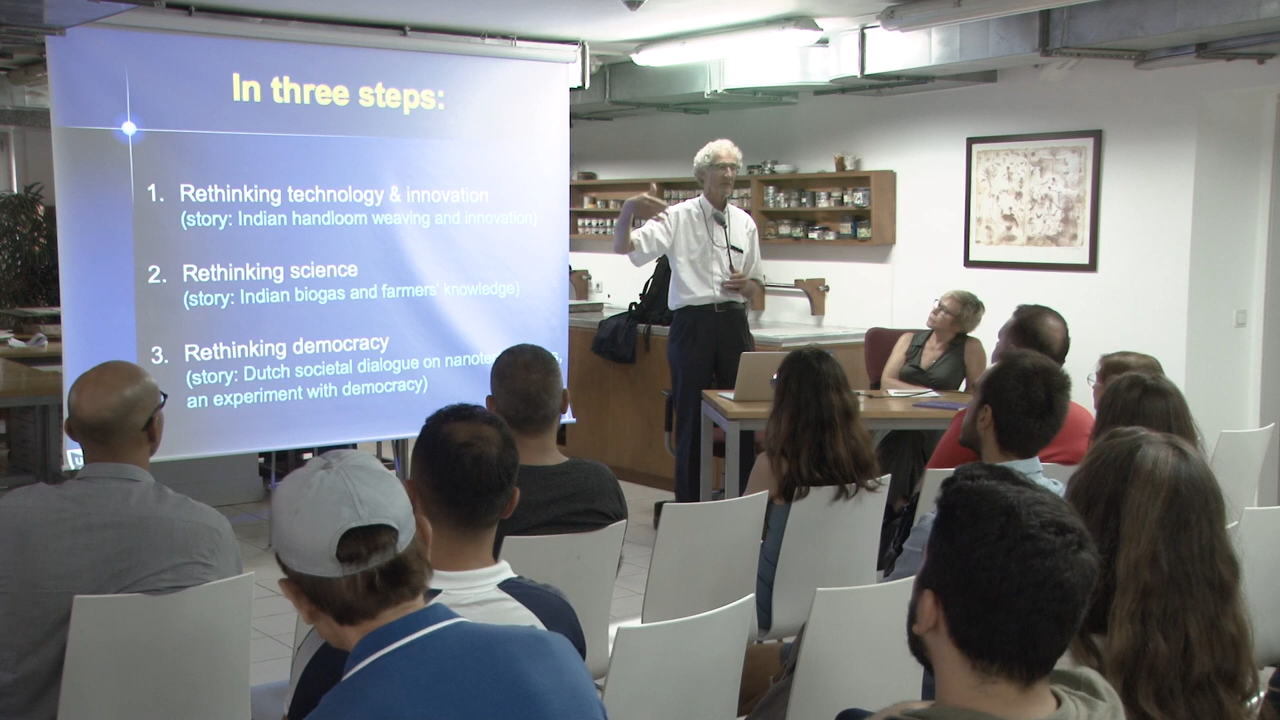 In three steps:
1. Rethinking technology & innovation
(story: Indian handloom weaving and innovation)
2. Rethinking science
(story: Indian biogas and farmers' knowledge)
3. Rethinking democracy
(story: Dutch societal dialogue on
an experiment with democracy)